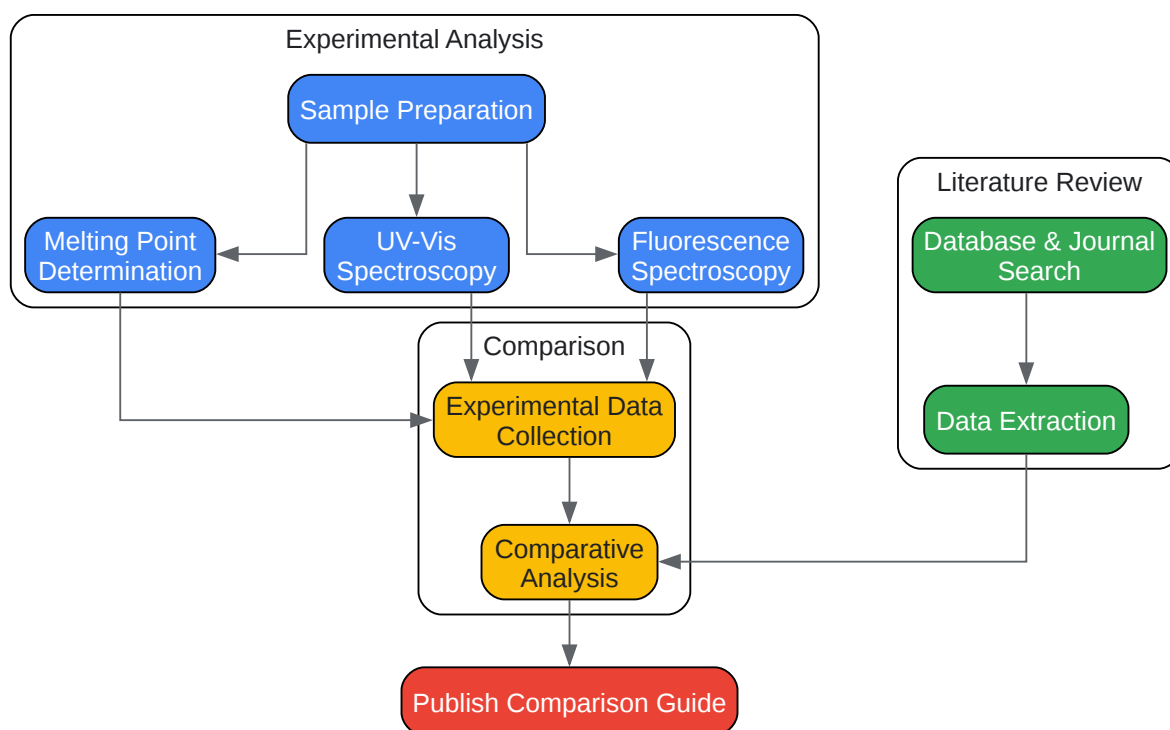 Experimental Analysis
Sample Preparation
Melting Point
Determination
UV-Vis
Spectroscopy
Fluorescence
Spectroscopy
Literature Review
Database & Journal
Search
Data Extraction
Comparison
Experimental Data
Collection
Comparative
Analysis
Publish Comparison Guide